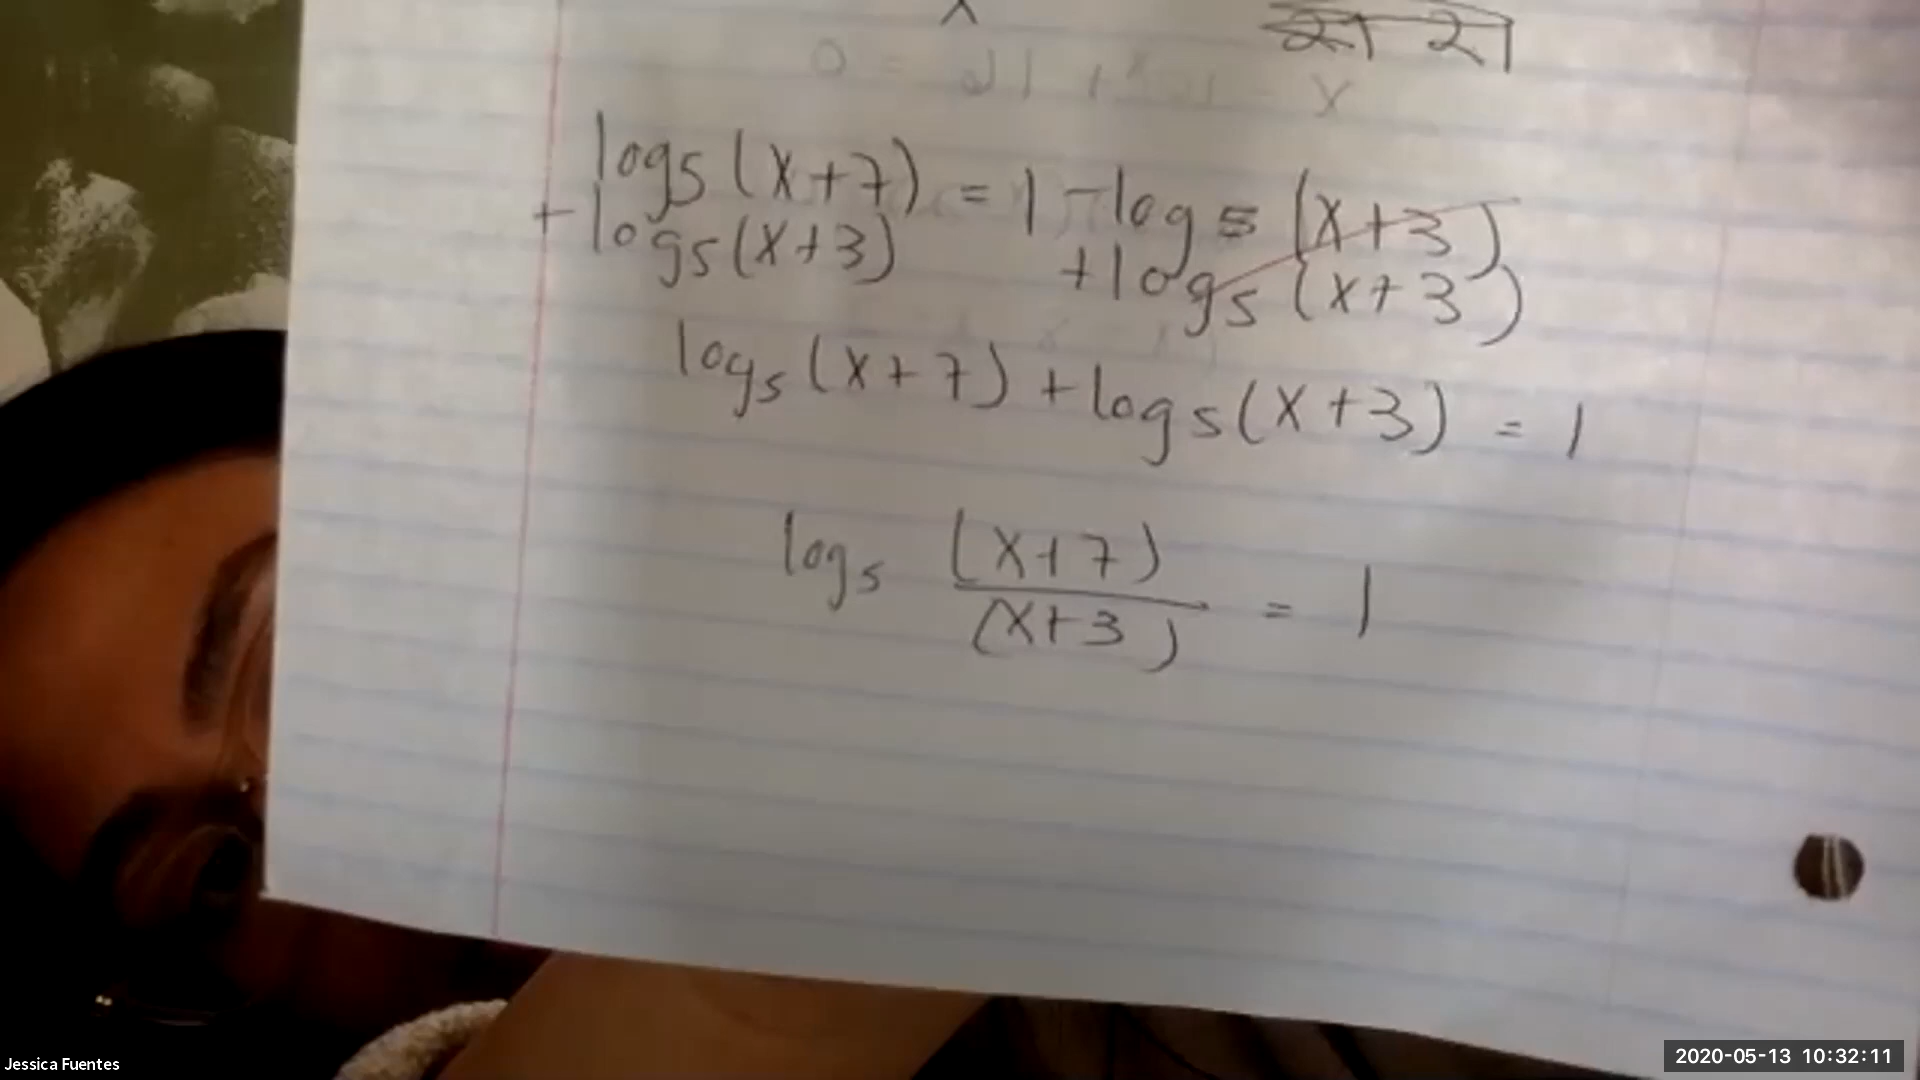 x
log5 (x+7) = 1 - log5 (x+3)
+ log5 (x+3) + log5 (x+3)
log5 (x+7) + log5 (x+3) = 1
log5 (x+7)/(x+3) = 1
Jessica Fuentes
2020-05-13 10:32:11